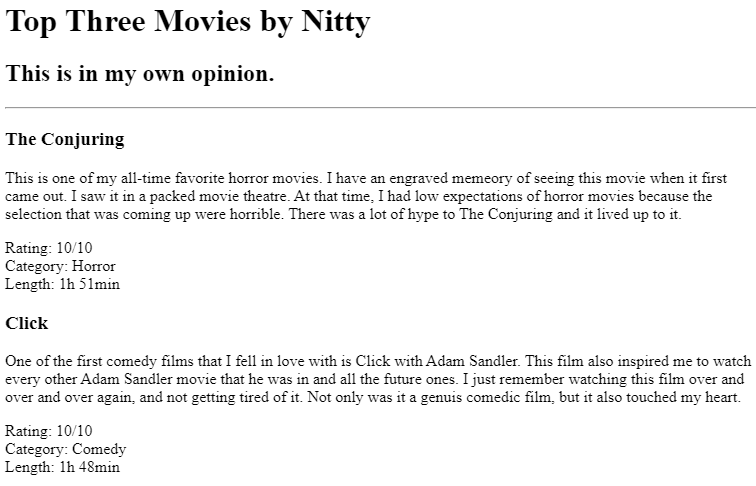 Top Three Movies by Nitty
This is in my own opinion.
The Conjuring
This is one of my all-time favorite horror movies. I have an engraved memeory of seeing this movie when it first
came out. I saw it in a packed movie theatre. At that time, I had low expectations of horror movies because the
selection that was coming up were horrible. There was a lot of hype to The Conjuring and it lived up to it.
Rating: 10/10
Category: Horror
Length: 1h 51min
Click
One of the first comedy films that I fell in love with is Click with Adam Sandler. This film also inspired me to watch
every other Adam Sandler movie that he was in and all the future ones. I just remember watching this film over and
over and over again, and not getting tired of it. Not only was it a genuis comedic film, but it also touched my heart.
Rating: 10/10
Category: Comedy
Length: 1h 48min